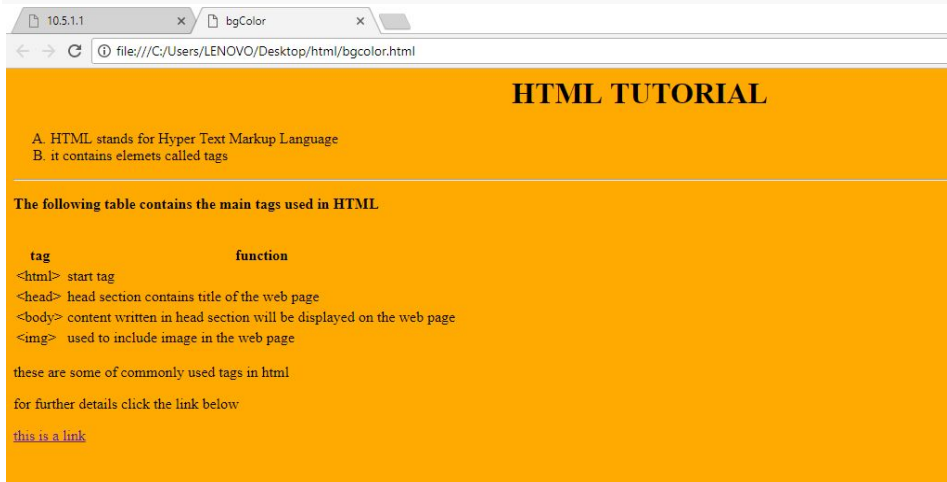 10.5.1.1
bgColor
file:///C:/Users/LENOVO/Desktop/html/bgcolor.html
HTML TUTORIAL
A. HTML stands for Hyper Text Markup Language
B. it contains elemets called tags
The following table contains the main tags used in HTML
tag function
<html> start tag
<head> head section contains title of the web page
<body> content written in head section will be displayed on the web page
<img> used to include image in the web page
these are some of commonly used tags in html
for further details click the link below
this is a link